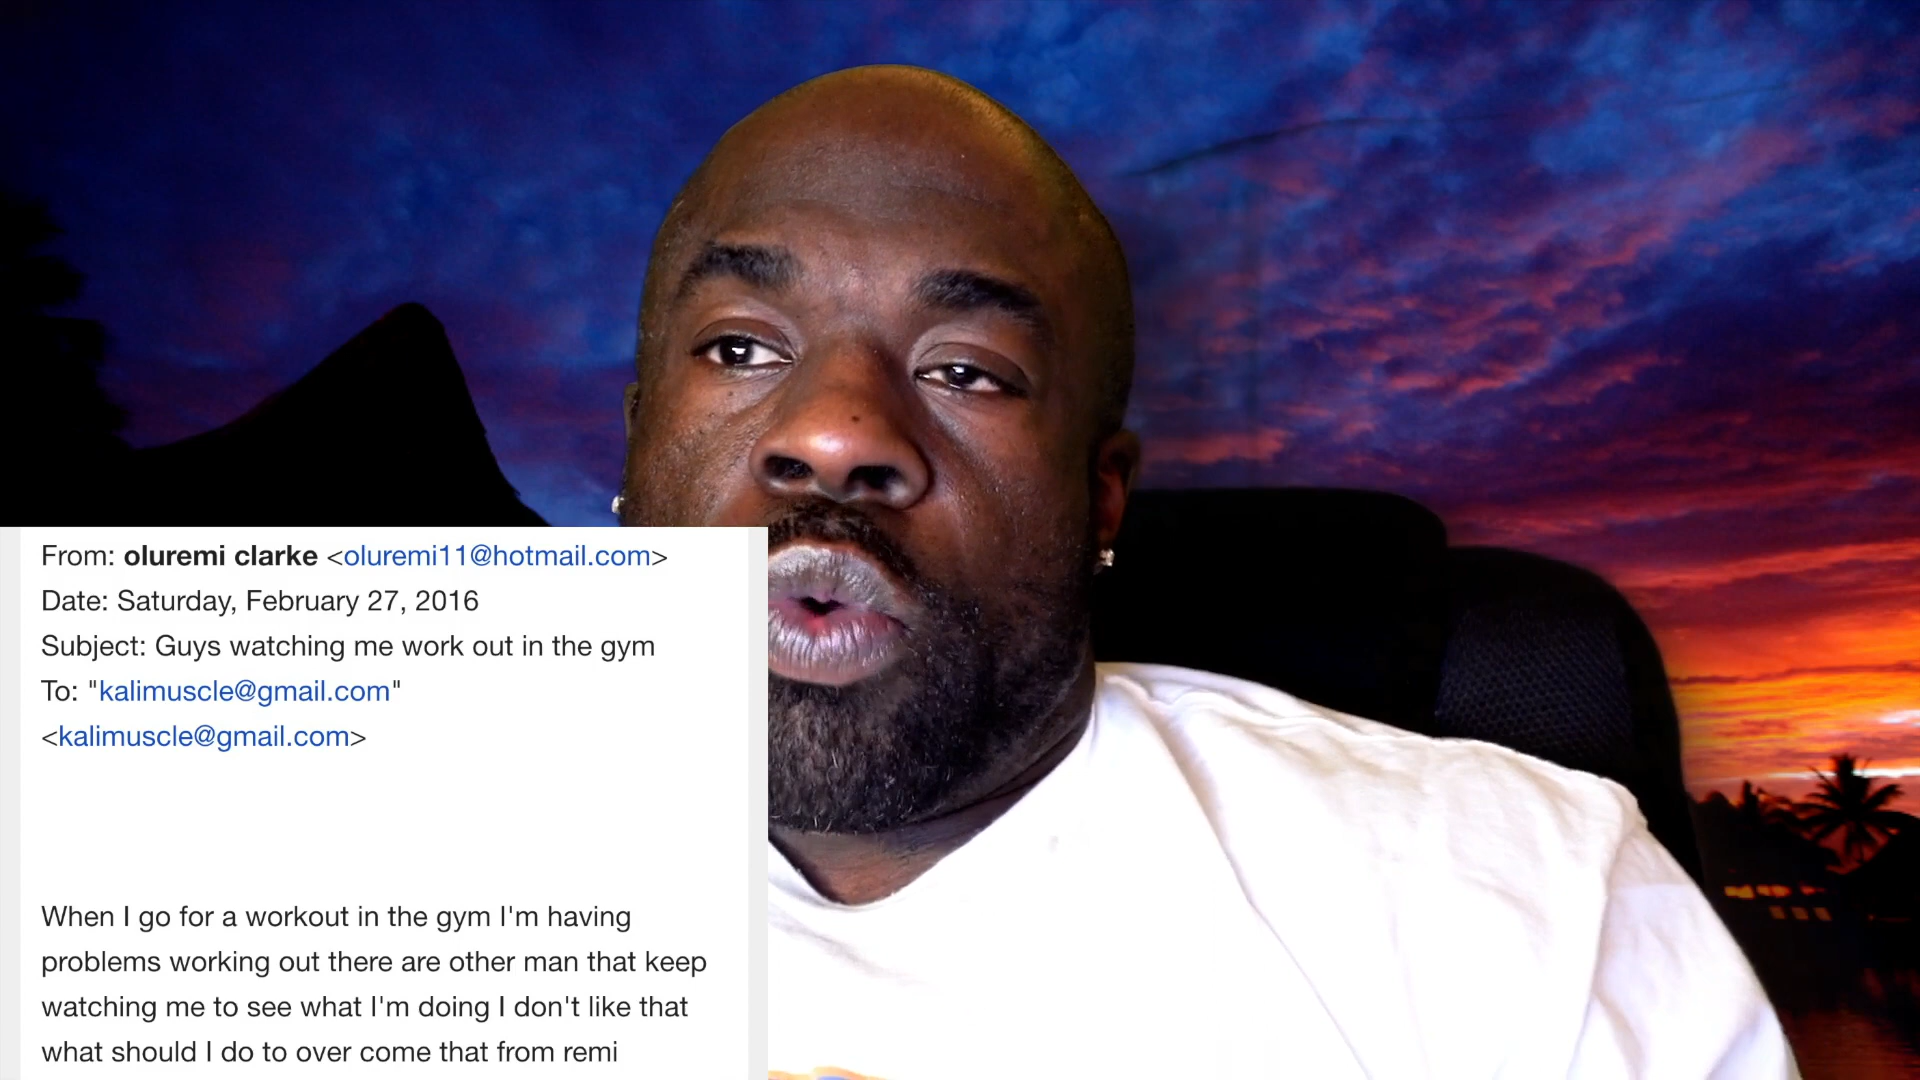 From: oluremi clarke <oluremi11@hotmail.com>
Date: Saturday, February 27, 2016
Subject: Guys watching me work out in the gym
To: "kalimuscle@gmail.com"
<kalimuscle@gmail.com>
When I go for a workout in the gym I'm having
problems working out there are other man that keep
watching me to see what I'm doing I don't like that
what should I do to over come that from remi